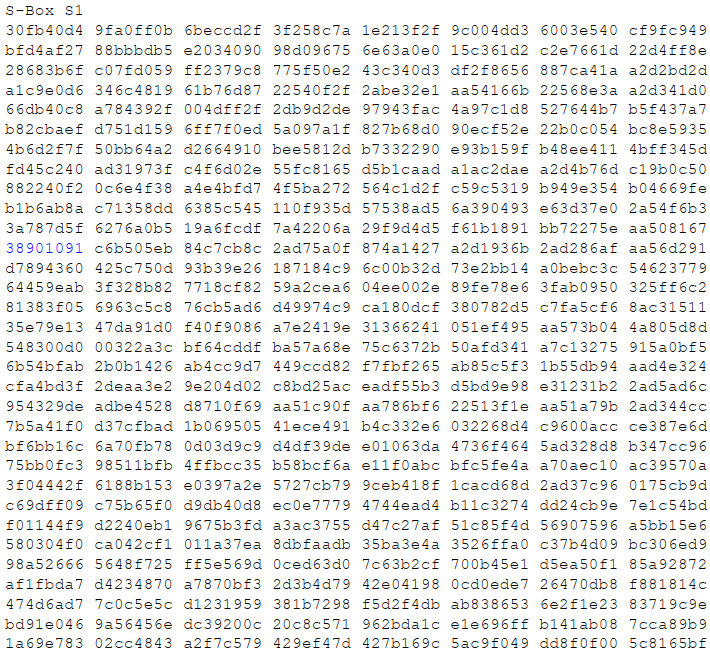 S-Box S1
30fb40d4 9fa0ff0b 6beccd2f 3f258c7a 1e213f2f 9c004dd3 6003e540 cf9fc949
bfd4af27 88bbbdb5 e2034090 98d09675 6e63a0e0 15c361d2 c2e7661d 22d4ff8e
28683b6f c07fd059 ff2379c8 775f50e2 43c340d3 df2f8656 887ca41a a2d2bd2d
a1c9e0d6 346c4819 61b76d87 22540f2f 2abe32e1 aa54166b 22568e3a a2d341d0
66db40c8 a784392f 004dff2f 2db9d2de 97943fac 4a97c1d8 527644b7 b5f437a7
b82cbaef d751d159 6ff7f0ed 5a097a1f 827b68d0 90ecf52e 22b0c054 bc8e5935
4b6d2f7f 50bb64a2 d2664910 bee5812d b7332290 e93b159f b48ee411 4bff345d
fd45c240 ad31973f c4f6d02e 55fc8165 d5b1caad a1ac2dae a2d4b76d c19b0c50
882240f2 0c6e4f38 a4e4bfd7 4f5ba272 564c1d2f c59c5319 b949e354 b04669fe
b1b6ab8a c71358dd 6385c545 110f935d 57538ad5 6a390493 e63d37e0 2a54f6b3
3a787d5f 6276a0b5 19a6fcdf 7a42206a 29f9d4d5 f61b1891 bb72275e aa508167
38901091 c6b505eb 84c7cb8c 2ad75a0f 874a1427 a2d1936b 2ad286af aa56d291
d7894360 425c750d 93b39e26 187184c9 6c00b32d 73e2bb14 a0bebc3c 54623779
64459eab 3f328b82 7718cf82 59a2cea6 04ee002e 89fe78e6 3fab0950 325ff6c2
81383f05 6963c5c8 76cb5ad6 d49974c9 ca180dcf 380782d5 c7fa5cf6 8ac31511
35e79e13 47da91d0 f40f9086 a7e2419e 31366241 051ef495 aa573b04 4a805d8d
548300d0 00322a3c bf64cddf ba57a68e 75c6372b 50afd341 a7c13275 915a0bf5
6b54bfab 2b0b1426 ab4cc9d7 449ccd82 f7fbf265 ab85c5f3 1b55db94 aad4e324
cfa4bd3f 2deaa3e2 9e204d02 c8bd25ac eadf55b3 d5bd9e98 e31231b2 2ad5ad6c
954329de adbe4528 d8710f69 aa51c90f aa786bf6 22513f1e aa51a79b 2ad344cc
7b5a41f0 d37cfbad 1b069505 41ece491 b4c332e6 032268d4 c9600acc ce387e6d
bf6bb16c 6a70fb78 0d03d9c9 d4df39de e01063da 4736f464 5ad328d8 b347cc96
75bb0fc3 98511bfb 4ffbcc35 b58bcf6a e11f0abc bfc5fe4a a70aec10 ac39570a
3f04442f 6188b153 e0397a2e 5727cb79 9ceb418f 1cacd68d 2ad37c96 0175cb9d
c69dff09 c75b65f0 d9db40d8 ec0e7779 4744ead4 b11c3274 dd24cb9e 7e1c54bd
f01144f9 d2240eb1 9675b3fd a3ac3755 d47c27af 51c85f4d 56907596 a5bb15e6
580304f0 ca042cf1 011a37ea 8dbfaadb 35ba3e4a 3526ffa0 c37b4d09 bc306ed9
98a52666 5648f725 ff5e569d 0ced63d0 7c63b2cf 700b45e1 d5ea50f1 85a92872
af1fbda7 d4234870 a7870bf3 2d3b4d79 42e04198 0cd0ede7 26470db8 f881814c
474d6ad7 7c0c5e5c d1231959 381b7298 f5d2f4db ab838653 6e2f1e23 83719c9e
bd91e046 9a56456e dc39200c 20c8c571 962bda1c e1e696ff b141ab08 7cca89b9
1a69e783 02cc4843 a2f7c579 429ef47d 427b169c 5ac9f049 dd8f0f00 5c8165bf